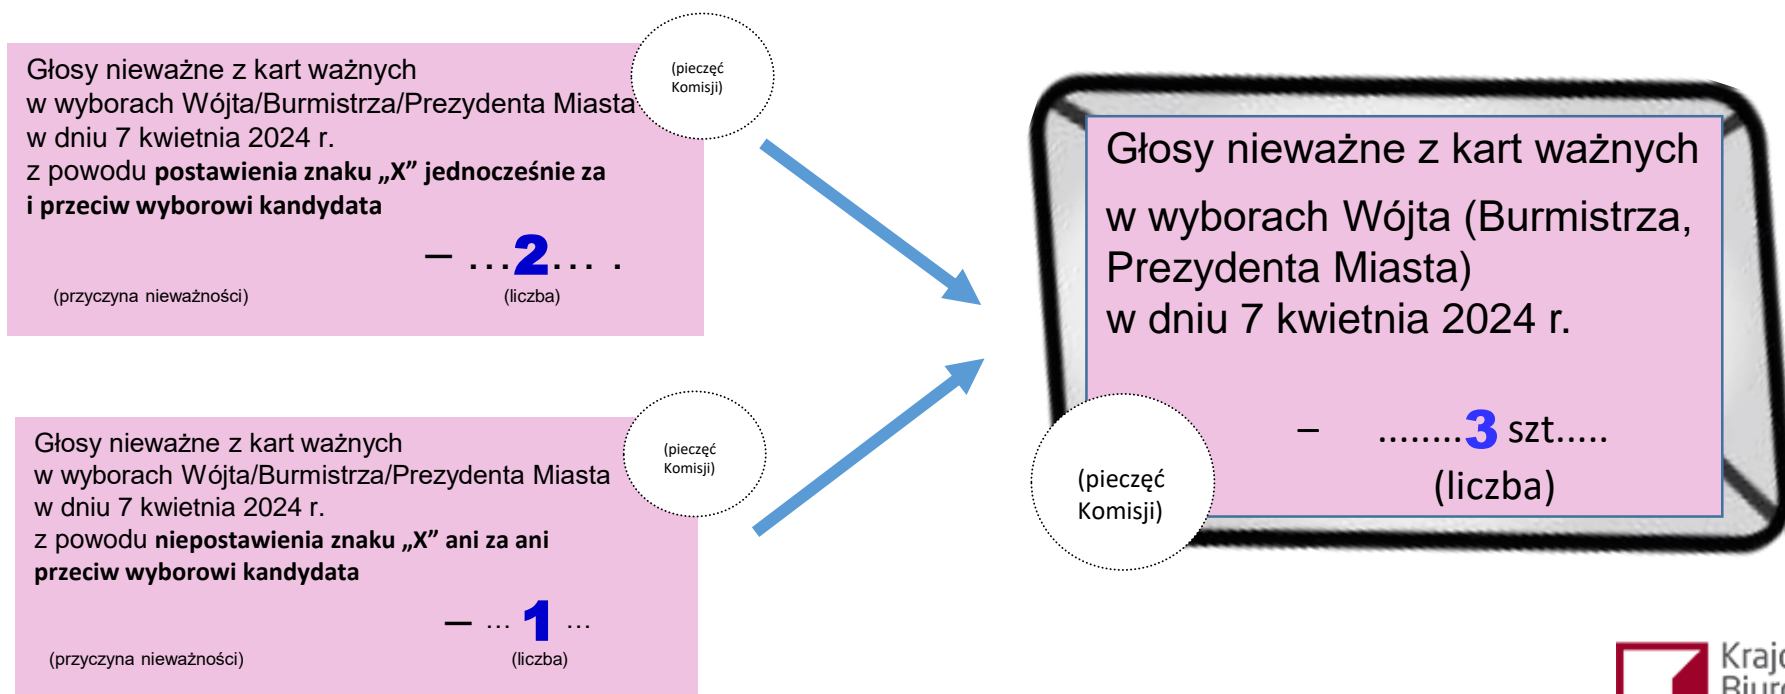 Głosy nieważne z kart ważnych
w wyborach Wójta/Burmistrza/Prezydenta Miasta
w dniu 7 kwietnia 2024 r.
z powodu postawienia znaku „X” jednocześnie za
i przeciw wyborowi kandydata
– ...2... .
(przyczyna nieważności) (liczba)
(pieczęć
Komisji)
Głosy nieważne z kart ważnych
w wyborach Wójta/Burmistrza/Prezydenta Miasta
w dniu 7 kwietnia 2024 r.
z powodu niepostawienia znaku „X” ani za ani
przeciw wyborowi kandydata
– ... 1 ...
(przyczyna nieważności) (liczba)
(pieczęć
Komisji)
Głosy nieważne z kart ważnych
w wyborach Wójta (Burmistrza,
Prezydenta Miasta)
w dniu 7 kwietnia 2024 r.
– ........3 szt.....
(liczba)
(pieczęć
Komisji)